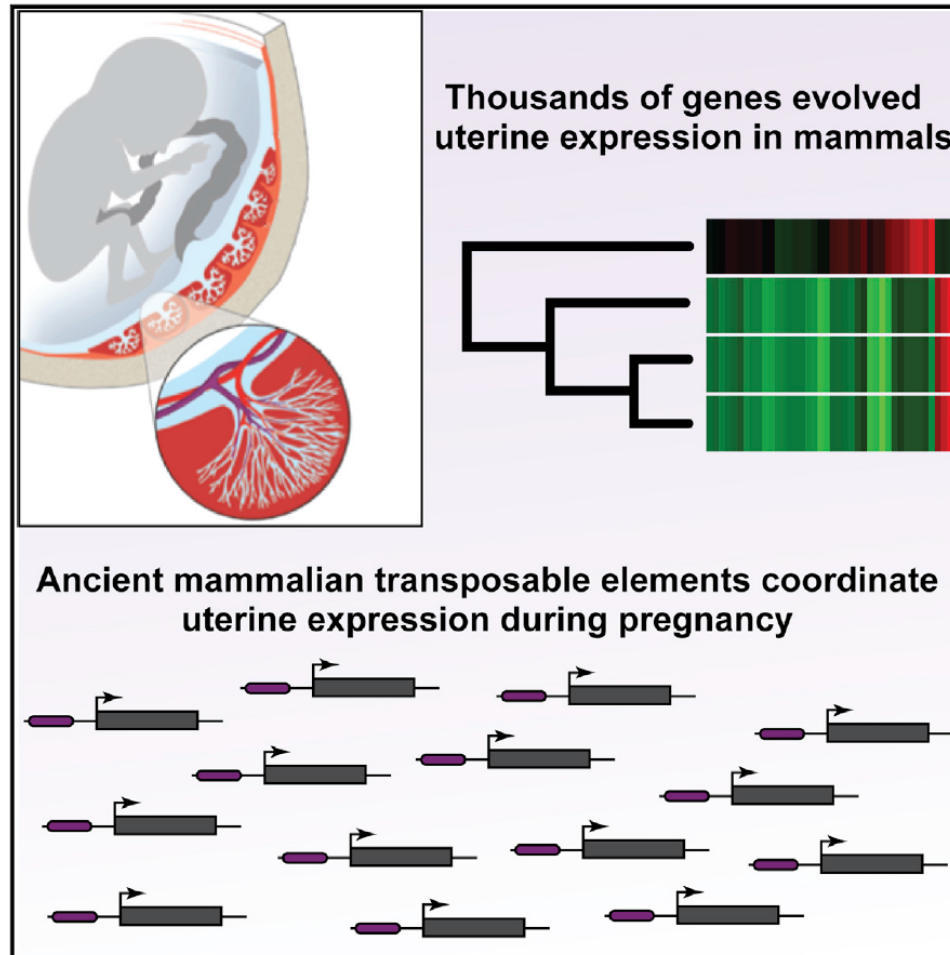 Thousands of genes evolved
uterine expression in mammals
Ancient mammalian transposable elements coordinate
uterine expression during pregnancy